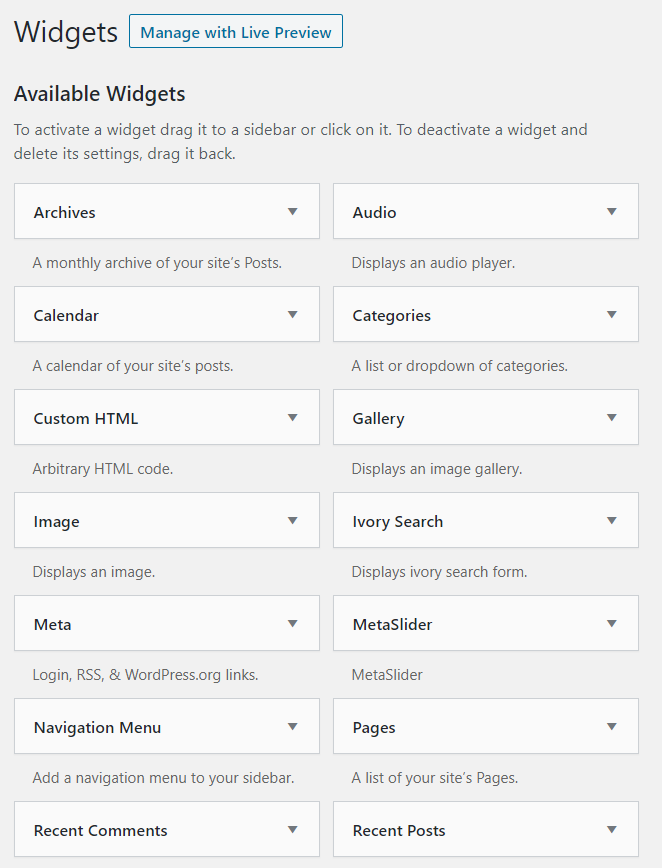 Widgets Manage with Live Preview
Available Widgets
To activate a widget drag it to a sidebar or click on it. To deactivate a widget and
delete its settings, drag it back.
Archives Audio
A monthly archive of your site’s Posts. Displays an audio player.
Calendar Categories
A calendar of your site’s posts. A list or dropdown of categories.
Custom HTML Gallery
Arbitrary HTML code. Displays an image gallery.
Image Ivory Search
Displays an image. Displays ivory search form.
Meta MetaSlider
Login, RSS, & WordPress.org links. MetaSlider
Navigation Menu Pages
Add a navigation menu to your sidebar. A list of your site’s Pages.
Recent Comments Recent Posts